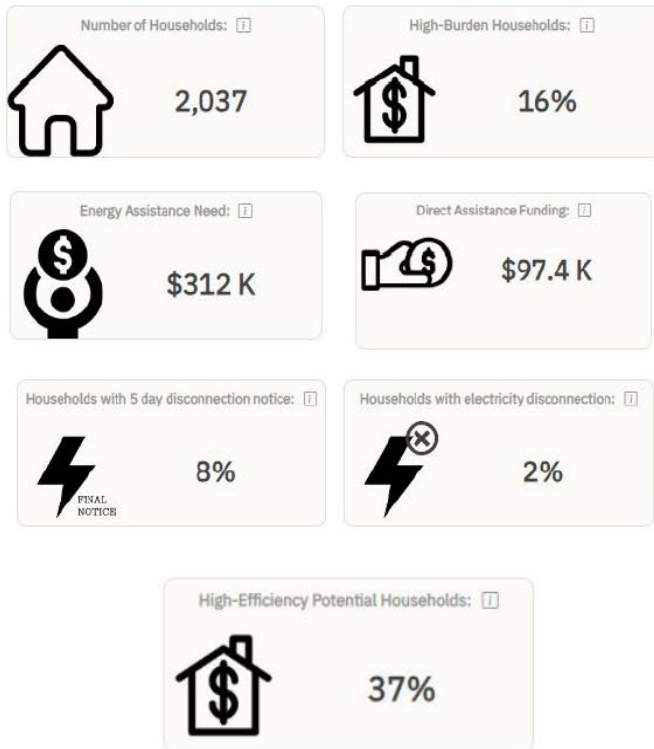 Number of Households: i
2,037
High-Burden Households: i
16%
Energy Assistance Need: i
$
$312 K
Direct Assistance Funding: i
$
$97.4 K
Households with 5 day disconnection notice: i
FINAL
NOTICE
8%
Households with electricity disconnection: i
2%
High-Efficiency Potential Households: i
$
37%